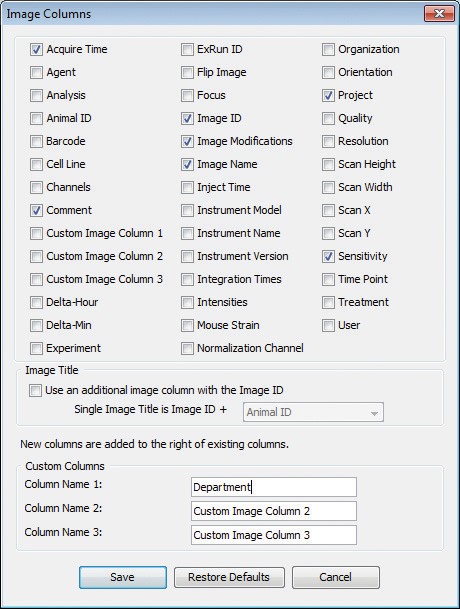 Image Columns
Acquire Time
Agent
Analysis
Animal ID
Barcode
Cell Line
Channels
Comment
Custom Image Column 1
Custom Image Column 2
Custom Image Column 3
Delta-Hour
Delta-Min
Experiment
ExRun ID
Flip Image
Focus
Image ID
Image Modifications
Image Name
Inject Time
Instrument Model
Instrument Name
Instrument Version
Integration Times
Intensities
Mouse Strain
Normalization Channel
Organization
Orientation
Project
Quality
Resolution
Scan Height
Scan Width
Scan X
Scan Y
Sensitivity
Time Point
Treatment
User
Image Title
Use an additional image column with the Image ID
Single Image Title is Image ID + Animal ID
New columns are added to the right of existing columns.
Custom Columns
Column Name 1: Department
Column Name 2: Custom Image Column 2
Column Name 3: Custom Image Column 3
Save Restore Defaults Cancel